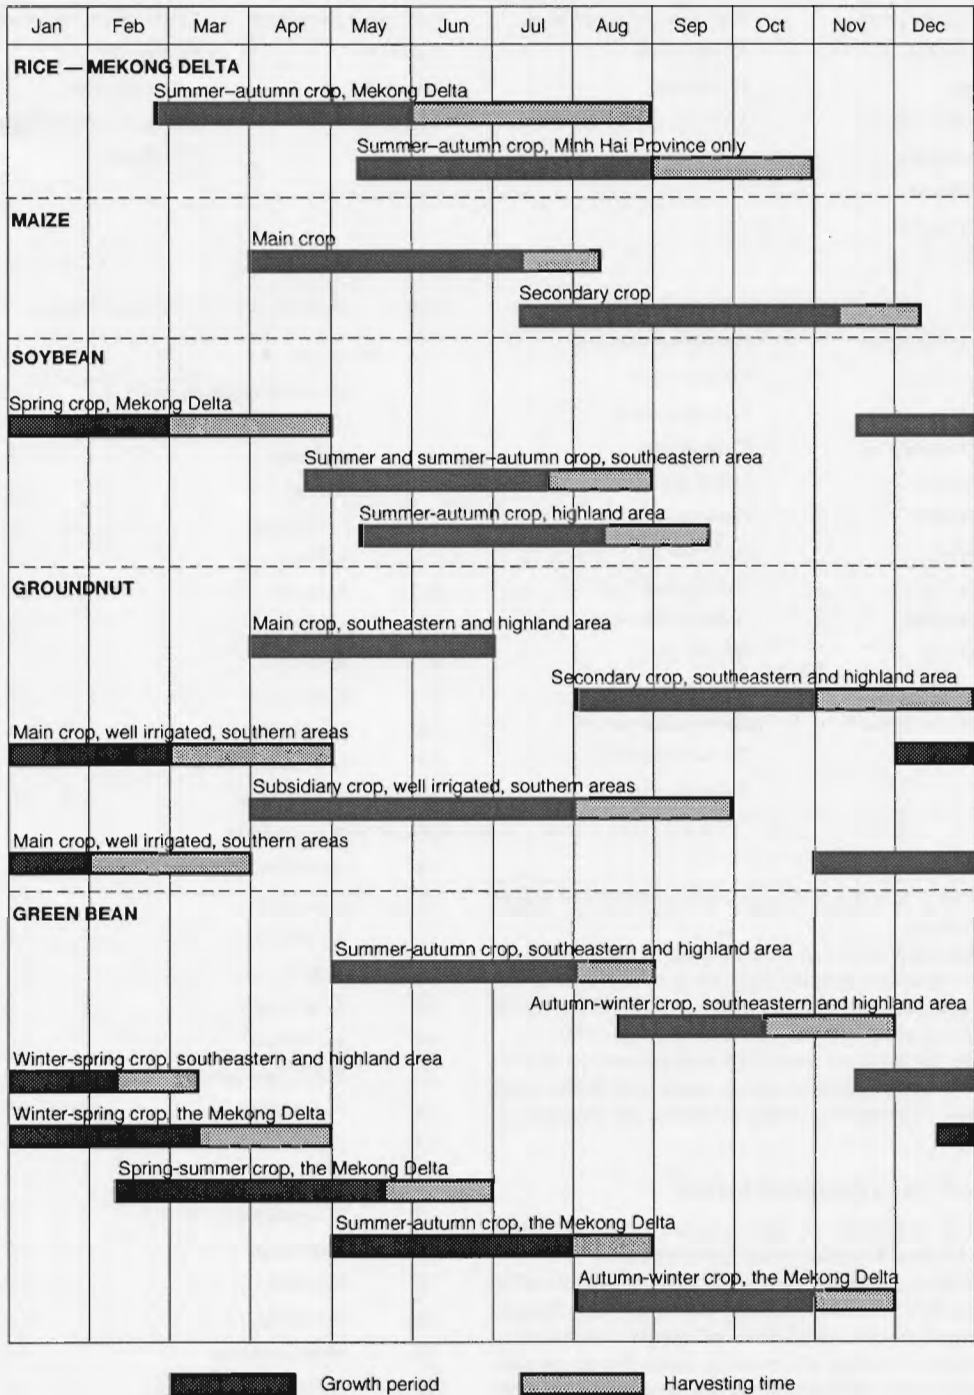 Jan Feb Mar Apr May Jun Jul Aug Sep Oct Nov Dec
RICE — MEKONG DELTA
Summer–autumn crop, Mekong Delta
Summer–autumn crop, Minh Hai Province only
MAIZE
Main crop
Secondary crop
SOYBEAN
Spring crop, Mekong Delta
Summer and summer–autumn crop, southeastern area
Summer-autumn crop, highland area
GROUNDNUT
Main crop, southeastern and highland area
Secondary crop, southeastern and highland area
Main crop, well irrigated, southern areas
Subsidiary crop, well irrigated, southern areas
Main crop, well irrigated, southern areas
GREEN BEAN
Summer-autumn crop, southeastern and highland area
Autumn-winter crop, southeastern and highland area
Winter-spring crop, southeastern and highland area
Winter-spring crop, the Mekong Delta
Spring-summer crop, the Mekong Delta
Summer-autumn crop, the Mekong Delta
Autumn-winter crop, the Mekong Delta
Growth period Harvesting time